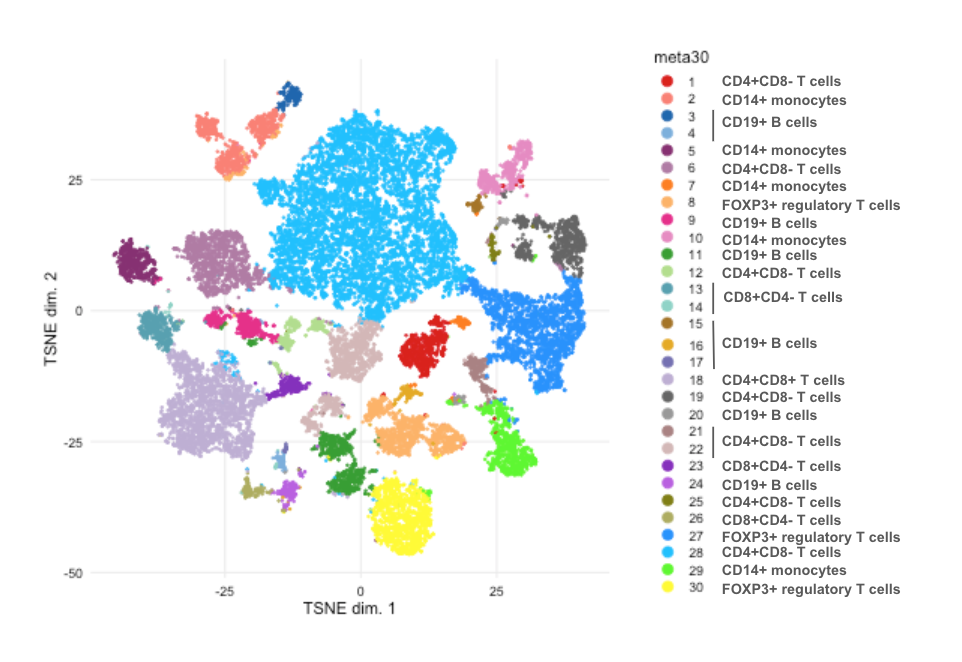 meta30
1 CD4+CD8- T cells
2 CD14+ monocytes
3
CD19+ B cells
4
5 CD14+ monocytes
6 CD4+CD8- T cells
7 CD14+ monocytes
8 FOXP3+ regulatory T cells
9 CD19+ B cells
10 CD14+ monocytes
11 CD19+ B cells
12 CD4+CD8- T cells
13
CD8+CD4- T cells
14
15
16 CD19+ B cells
17
18 CD4+CD8+ T cells
19 CD4+CD8- T cells
20 CD19+ B cells
21
CD4+CD8- T cells
22
23 CD8+CD4- T cells
24 CD19+ B cells
25 CD4+CD8- T cells
26 CD8+CD4- T cells
27 FOXP3+ regulatory T cells
28 CD4+CD8- T cells
29 CD14+ monocytes
30 FOXP3+ regulatory T cells
TSNE dim. 2
25
0
-25
-50
-25 0 25
TSNE dim. 1